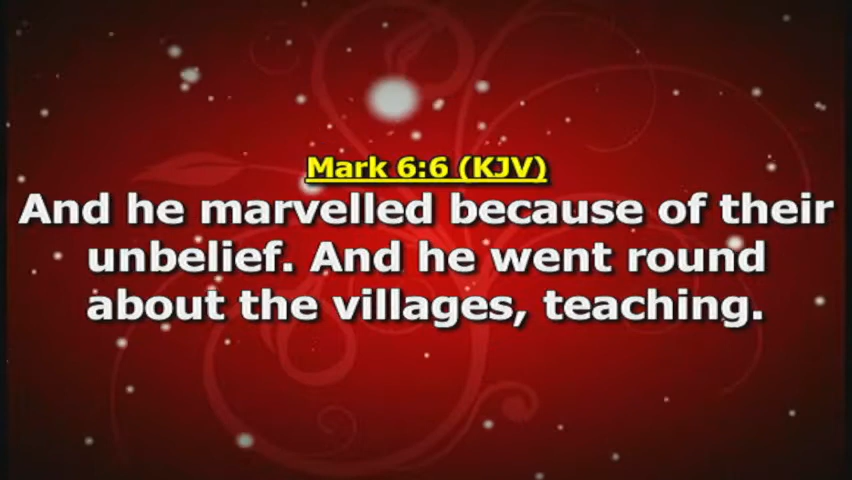 Mark 6:6 (KJV)
And he marvelled because of their
unbelief. And he went round
about the villages, teaching.